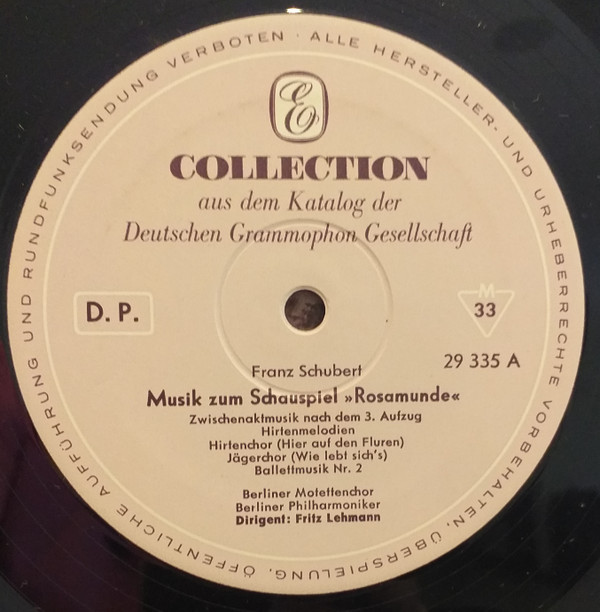 ALLE HERSTELLER- UND URHEBERRECHTE VORBEHALTEN. ÜBERSPIELUNG, ÖFFENTLICHE AUFFÜHRUNG UND RUNDFUNKSENDUNG VERBOTEN ·
E
COLLECTION
aus dem Katalog der
Deutschen Grammophon Gesellschaft
D. P.
M
33
29 335 A
Franz Schubert
Musik zum Schauspiel »Rosamunde«
Zwischenaktmusik nach dem 3. Aufzug
Hirtenmelodien
Hirtenchor (Hier auf den Fluren)
Jägerchor (Wie lebt sich's)
Ballettmusik Nr. 2
Berliner Motettenchor
Berliner Philharmoniker
Dirigent: Fritz Lehmann